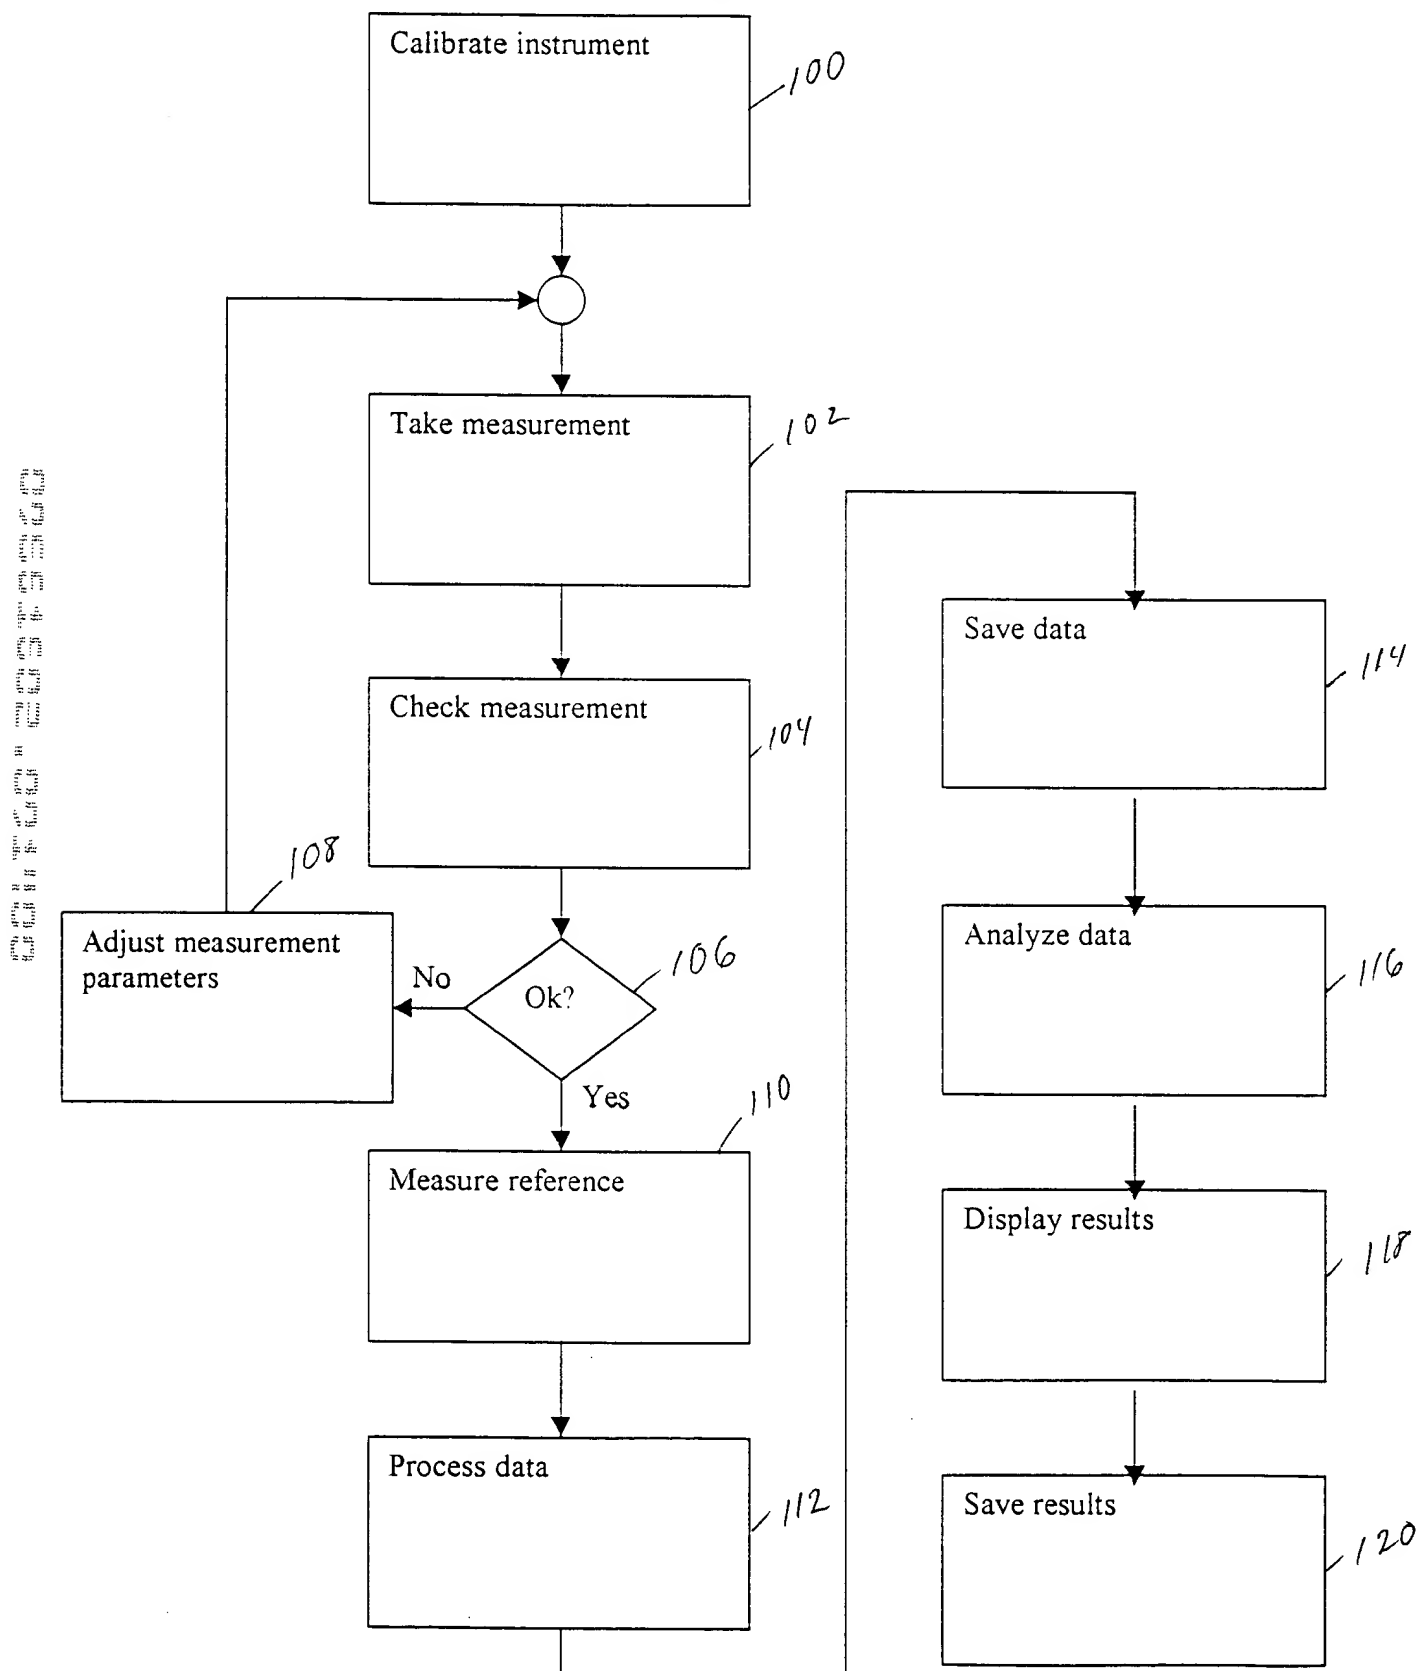 Calibrate instrument
100
Take measurement
102
Check measurement
104
108
Adjust measurement
parameters
No
Ok?
106
Yes
110
Measure reference
Process data
112
Save data
114
Analyze data
116
Display results
118
Save results
120